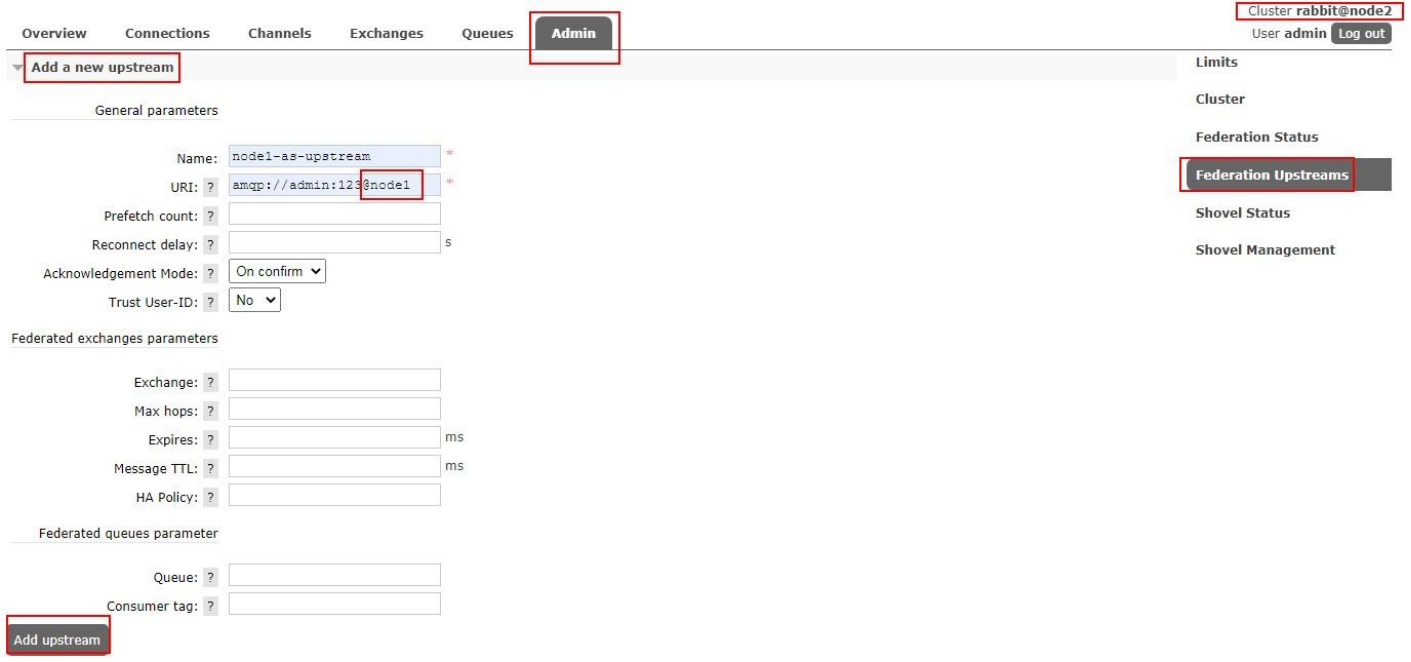 Cluster rabbit@node2
Overview Connections Channels Exchanges Queues Admin User admin Log out
Add a new upstream
Limits
General parameters
Cluster
Federation Status
Name: node1-as-upstream *
URI: ? amqp://admin:123@node1 *
Federation Upstreams
Prefetch count: ?
Shovel Status
Reconnect delay: ? s
Shovel Management
Acknowledgement Mode: ? On confirm
Trust User-ID: ? No
Federated exchanges parameters
Exchange: ?
Max hops: ?
Expires: ? ms
Message TTL: ? ms
HA Policy: ?
Federated queues parameter
Queue: ?
Consumer tag: ?
Add upstream